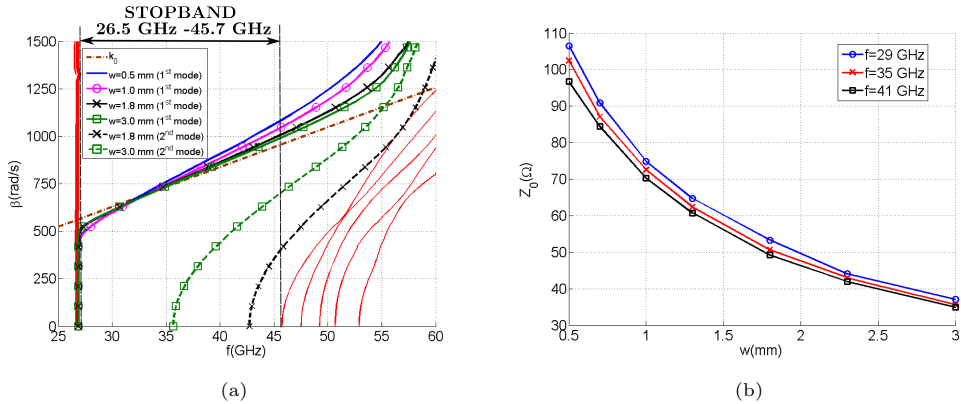 STOPBAND
26.5 GHz -45.7 GHz
1500
1250
1000
750
500
250
0
β(rad/s)
k0
w=0.5 mm (1st mode)
w=1.0 mm (1st mode)
w=1.8 mm (1st mode)
w=3.0 mm (1st mode)
w=1.8 mm (2nd mode)
w=3.0 mm (2nd mode)
25 30 35 40 45 50 55 60
f(GHz)
(a)
110
100
90
80
70
60
50
40
30
Z0(Ω)
f=29 GHz
f=35 GHz
f=41 GHz
0.5 1 1.5 2 2.5 3
w(mm)
(b)